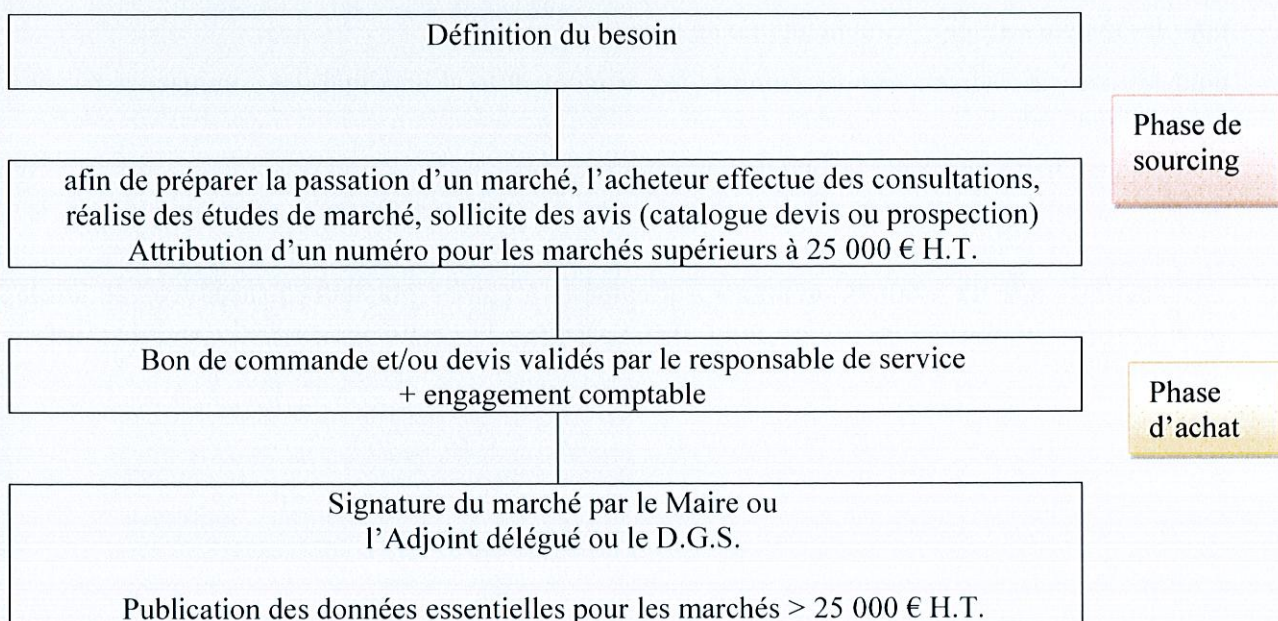 Définition du besoin
Phase de
sourcing
afin de préparer la passation d’un marché, l’acheteur effectue des consultations,
réalise des études de marché, sollicite des avis (catalogue devis ou prospection)
Attribution d’un numéro pour les marchés supérieurs à 25 000 € H.T.
Bon de commande et/ou devis validés par le responsable de service
+ engagement comptable
Phase
d’achat
Signature du marché par le Maire ou
l’Adjoint délégué ou le D.G.S.
Publication des données essentielles pour les marchés > 25 000 € H.T.